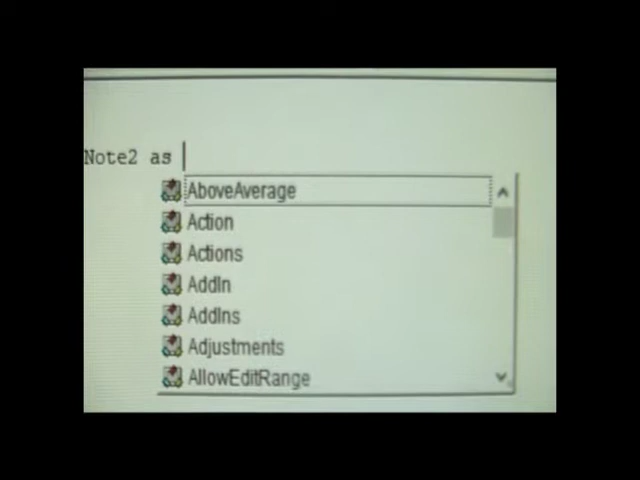 Note2 as
AboveAverage
Action
Actions
AddIn
AddIns
Adjustments
AllowEditRange